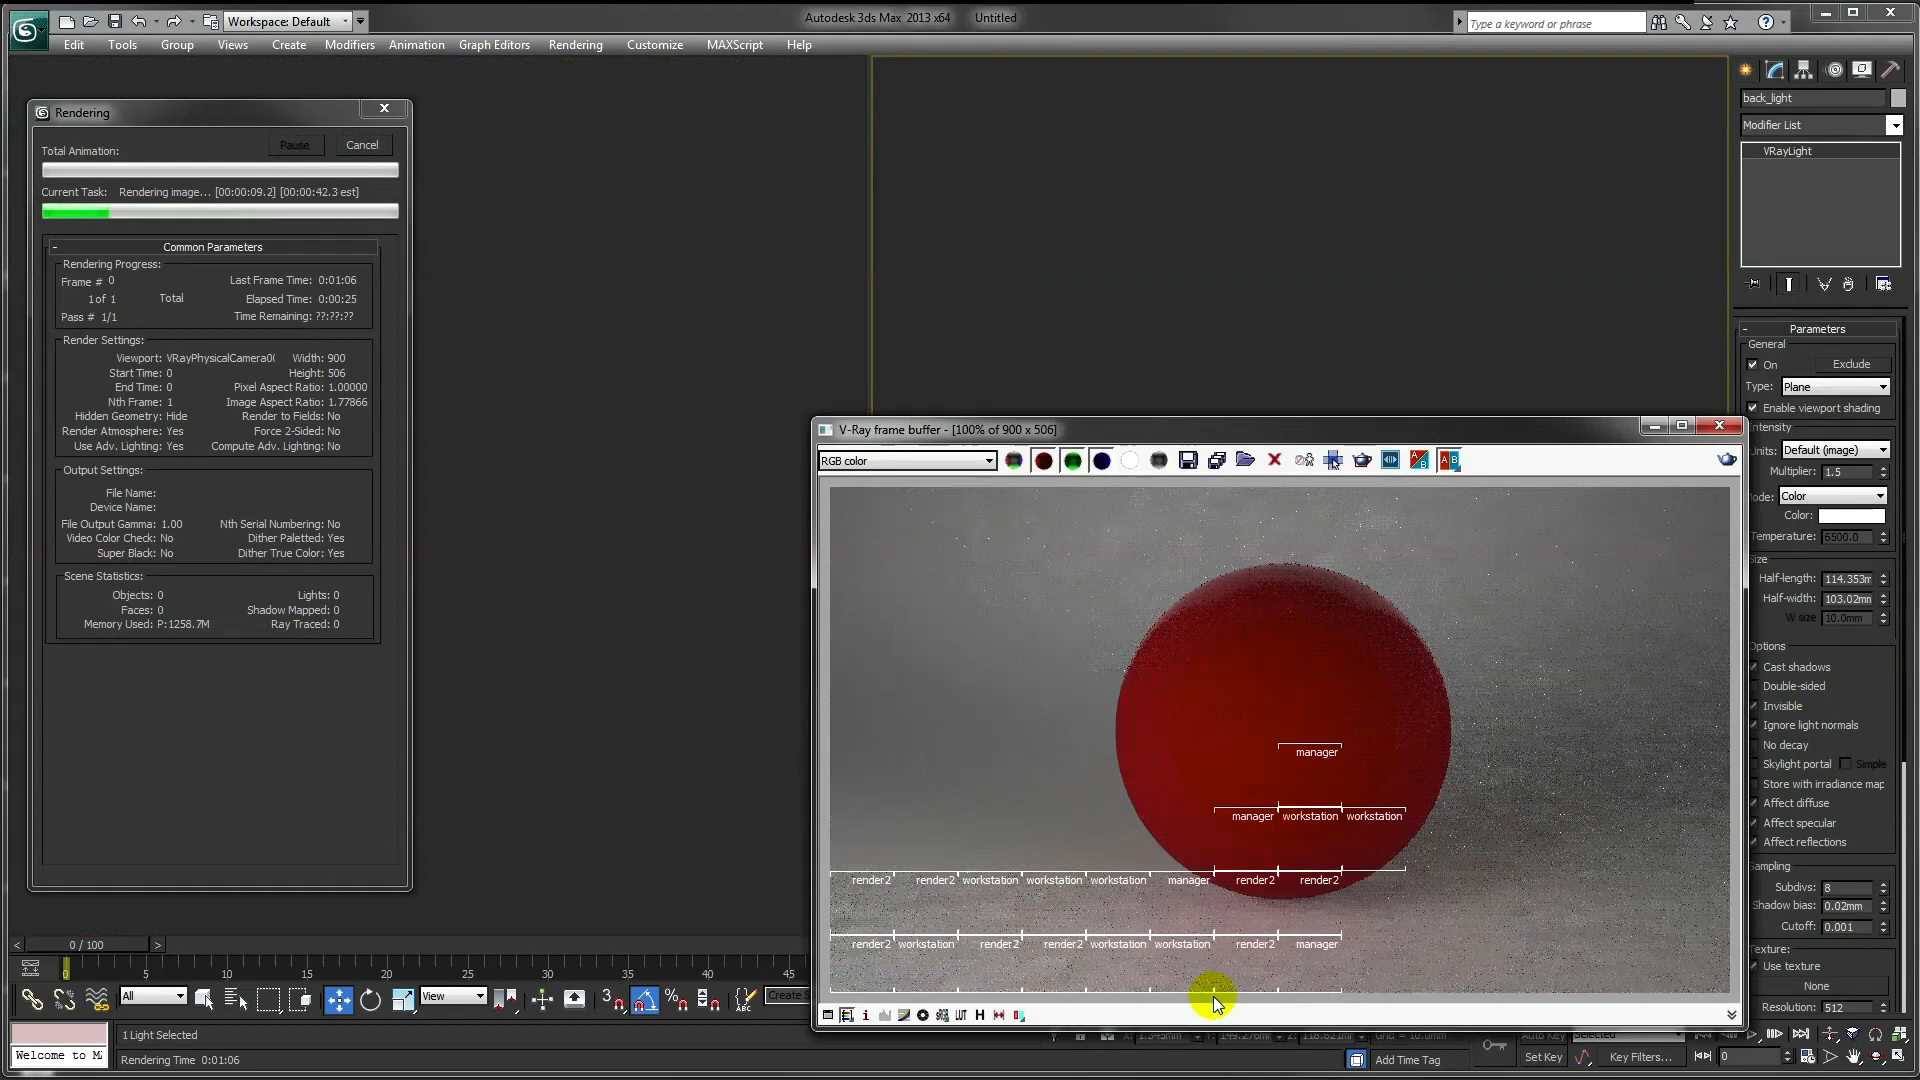 Workspace: Default
Autodesk 3ds Max 2013 x64 Untitled
Type a keyword or phrase
Edit Tools Group Views Create Modifiers Animation Graph Editors Rendering Customize MAXScript Help
Rendering
Total Animation:
Pause
Cancel
Current Task: Rendering image... [00:00:09.2] [00:00:42.3 est]
Common Parameters
Rendering Progress:
Frame # 0
Last Frame Time: 0:01:06
1 of 1 Total
Elapsed Time: 0:00:25
Pass # 1/1
Time Remaining: ??:??:??
Render Settings:
Viewport: VRayPhysicalCamera0(
Width: 900
Start Time: 0
Height: 506
End Time: 0
Pixel Aspect Ratio: 1.00000
Nth Frame: 1
Image Aspect Ratio: 1.77866
Hidden Geometry: Hide
Render to Fields: No
Render Atmosphere: Yes
Force 2-Sided: No
Use Adv. Lighting: Yes
Compute Adv. Lighting: No
Output Settings:
File Name:
Device Name:
File Output Gamma: 1.00
Nth Serial Numbering: No
Video Color Check: No
Dither Paletted: Yes
Super Black: No
Dither True Color: Yes
Scene Statistics:
Objects: 0
Lights: 0
Faces: 0
Shadow Mapped: 0
Memory Used: P:1258.7M
Ray Traced: 0
V-Ray frame buffer - [100% of 900 x 506]
RGB color
manager
manager workstation workstation
render2 render2 workstation workstation workstation manager render2 render2
render2 workstation render2 render2 workstation workstation render2 manager
LUT H
back_light
Modifier List
VRayLight
Parameters
General
On
Exclude
Type: Plane
Enable viewport shading
Intensity
Units: Default (image)
Multiplier: 1.5
Mode: Color
Color:
Temperature: 6500.0
Size
Half-length: 114.353m
Half-width: 103.02mm
W size 10.0mm
Options
Cast shadows
Double-sided
Invisible
Ignore light normals
No decay
Skylight portal Simple
Store with irradiance map
Affect diffuse
Affect specular
Affect reflections
Sampling
Subdivs: 8
Shadow bias: 0.02mm
Cutoff: 0.001
Texture:
Use texture
None
Resolution: 512
< 0 / 100 >
0 5 10 15 20 25 30 35 40 45
All
View
3
ABC
Create S
1 Light Selected
Welcome to M
Rendering Time 0:01:06
Add Time Tag
Set Key
Key Filters...
0